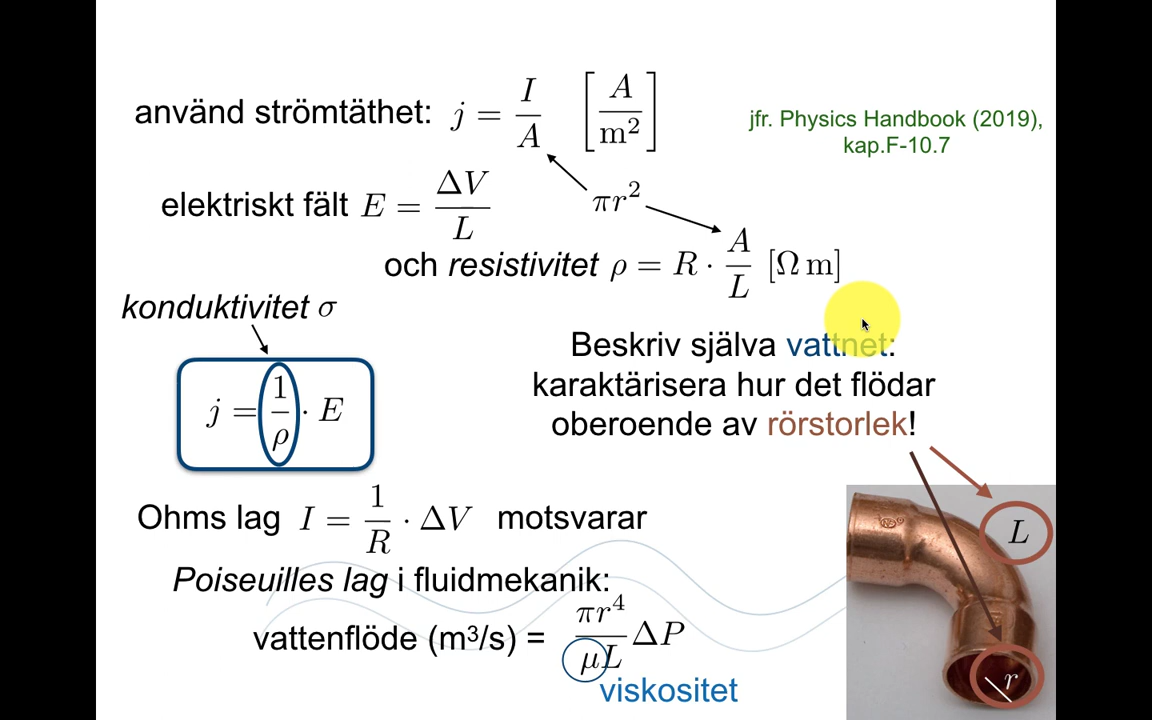 använd strömtäthet: j = I/A [A/m²]
jfr. Physics Handbook (2019),
kap.F-10.7
elektriskt fält E = ΔV/L
πr²
och resistivitet ρ = R · A/L [Ω m]
konduktivitet σ
j = 1/ρ · E
Beskriv själva vattnet:
karaktärisera hur det flödar
oberoende av rörstorlek!
Ohms lag I = 1/R · ΔV motsvarar
Poiseuilles lag i fluidmekanik:
vattenflöde (m³/s) = πr⁴/μL ΔP
viskositet
L
r